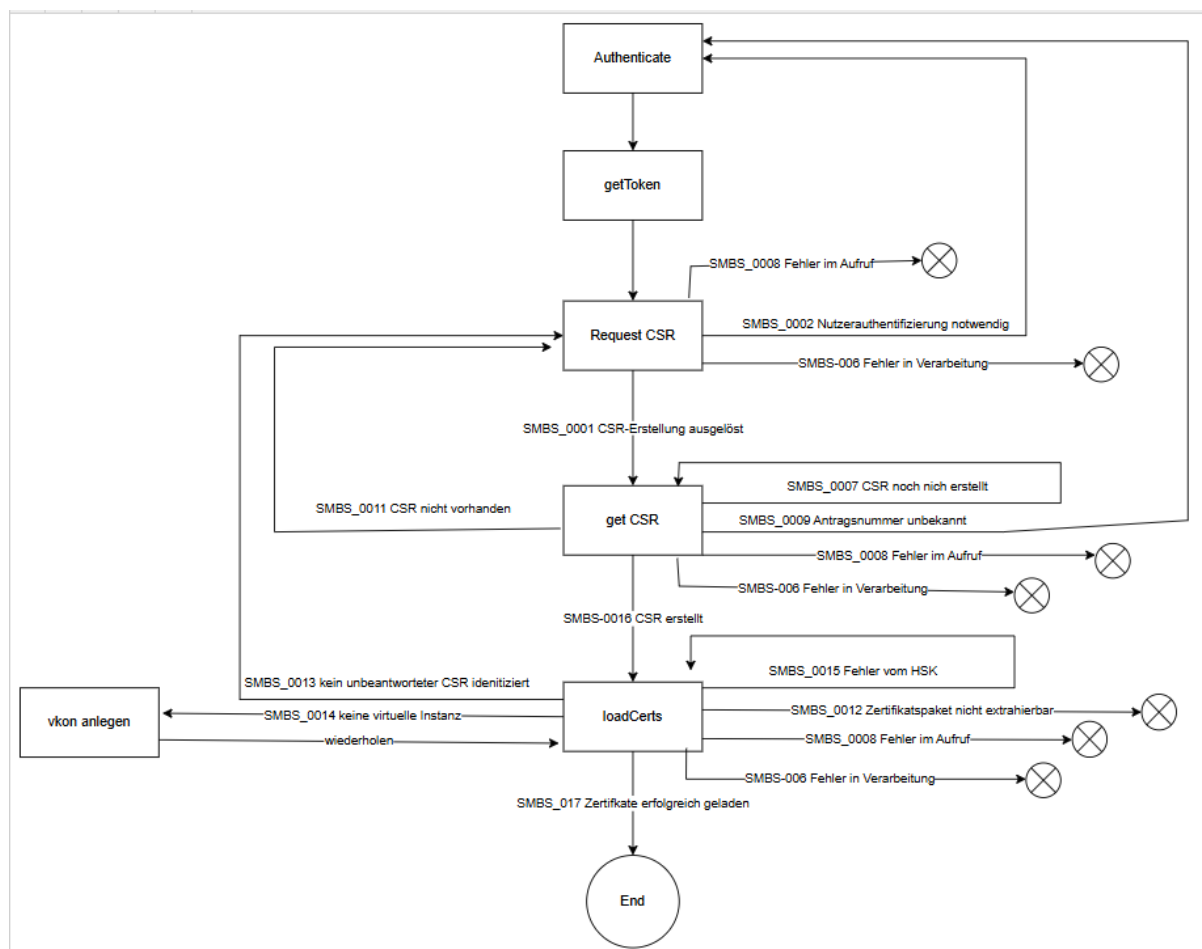 Authenticate
getToken
SMBS_0008 Fehler im Aufruf
SMBS_0002 Nutzerauthentifizierung notwendig
Request CSR
SMBS-006 Fehler in Verarbeitung
SMBS_0001 CSR-Erstellung ausgelöst
SMBS_0007 CSR noch nich erstellt
SMBS_0011 CSR nicht vorhanden
get CSR
SMBS_0009 Antragsnummer unbekannt
SMBS_0008 Fehler im Aufruf
SMBS-006 Fehler in Verarbeitung
SMBS-0016 CSR erstellt
SMBS_0015 Fehler vom HSK
SMBS_0013 kein unbeantworteter CSR idenitiziert
vkon anlegen
SMBS_0014 keine virtuelle Instanz
loadCerts
SMBS_0012 Zertifikatspaket nicht extrahierbar
wiederholen
SMBS_0008 Fehler im Aufruf
SMBS-006 Fehler in Verarbeitung
SMBS_017 Zertifkate erfolgreich geladen
End